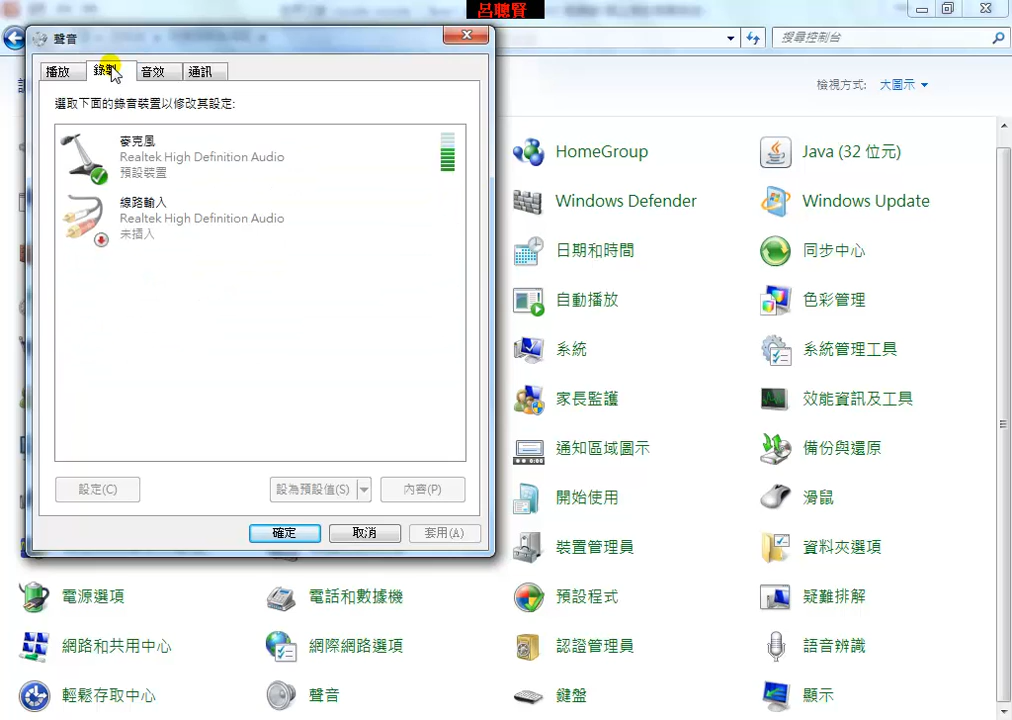 呂聰賢
聲音
搜尋控制台
檢視方式: 大圖示
播放 錄製 音效 通訊
選取下面的錄音裝置以修改其設定:
麥克風
Realtek High Definition Audio
預設裝置
線路輸入
Realtek High Definition Audio
未插入
設定(C) 設為預設值(S) 內容(P)
確定 取消 套用(A)
HomeGroup Java (32 位元)
Windows Defender Windows Update
日期和時間 同步中心
自動播放 色彩管理
系統 系統管理工具
家長監護 效能資訊及工具
通知區域圖示 備份與還原
開始使用 滑鼠
裝置管理員 資料夾選項
電源選項 電話和數據機 預設程式 疑難排解
網路和共用中心 網際網路選項 認證管理員 語音辨識
輕鬆存取中心 聲音 鍵盤 顯示